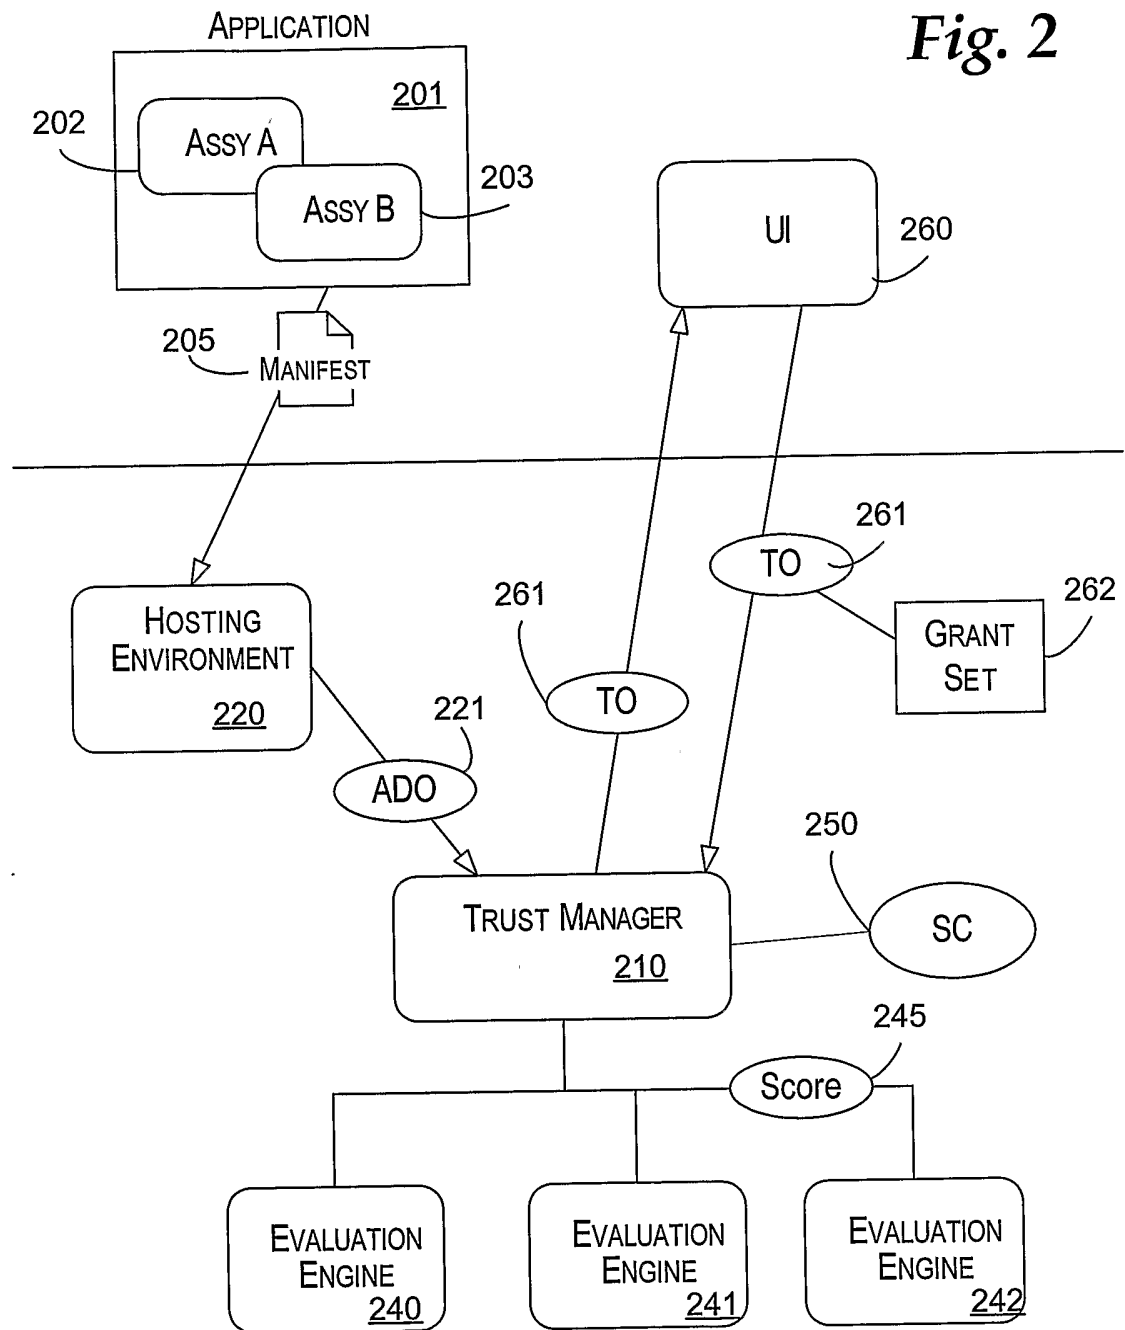 Fig. 2
APPLICATION
201
202
ASSY A
203
ASSY B
UI
260
205
MANIFEST
261
TO
262
GRANT
SET
HOSTING
ENVIRONMENT
220
261
TO
221
ADO
250
SC
TRUST MANAGER
210
245
Score
EVALUATION
ENGINE
240
EVALUATION
ENGINE
241
EVALUATION
ENGINE
242